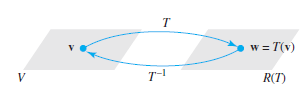 T
v
w = T(v)
V
T⁻¹
R(T)